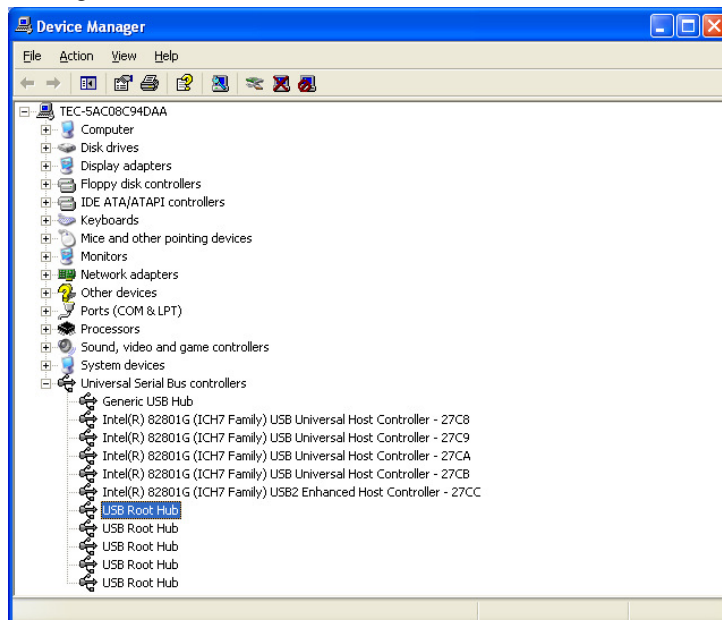 Device Manager
File Action View Help
TEC-5AC08C94DAA
Computer
Disk drives
Display adapters
Floppy disk controllers
IDE ATA/ATAPI controllers
Keyboards
Mice and other pointing devices
Monitors
Network adapters
Other devices
Ports (COM & LPT)
Processors
Sound, video and game controllers
System devices
Universal Serial Bus controllers
Generic USB Hub
Intel(R) 82801G (ICH7 Family) USB Universal Host Controller - 27C8
Intel(R) 82801G (ICH7 Family) USB Universal Host Controller - 27C9
Intel(R) 82801G (ICH7 Family) USB Universal Host Controller - 27CA
Intel(R) 82801G (ICH7 Family) USB Universal Host Controller - 27CB
Intel(R) 82801G (ICH7 Family) USB2 Enhanced Host Controller - 27CC
USB Root Hub
USB Root Hub
USB Root Hub
USB Root Hub
USB Root Hub